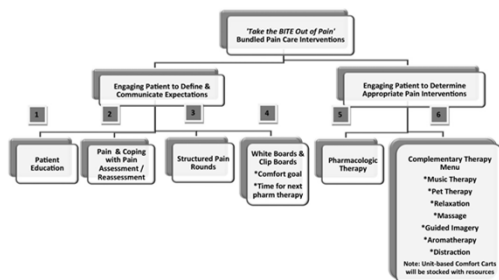 'Take the BITE Out of Pain'
Bundled Pain Care Interventions
Engaging Patient to Define &
Communicate Expectations
Engaging Patient to Determine
Appropriate Pain Interventions
1
2
3
4
5
6
Patient
Education
Pain & Coping
with Pain
Assessment /
Reassessment
Structured Pain
Rounds
White Boards &
Clip Boards
*Comfort goal
*Time for next
pharm therapy
Pharmacologic
Therapy
Complementary Therapy
Menu
*Music Therapy
*Pet Therapy
*Relaxation
*Massage
*Guided Imagery
*Aromatherapy
*Distraction
Note: Unit-based Comfort Carts
will be stocked with resources